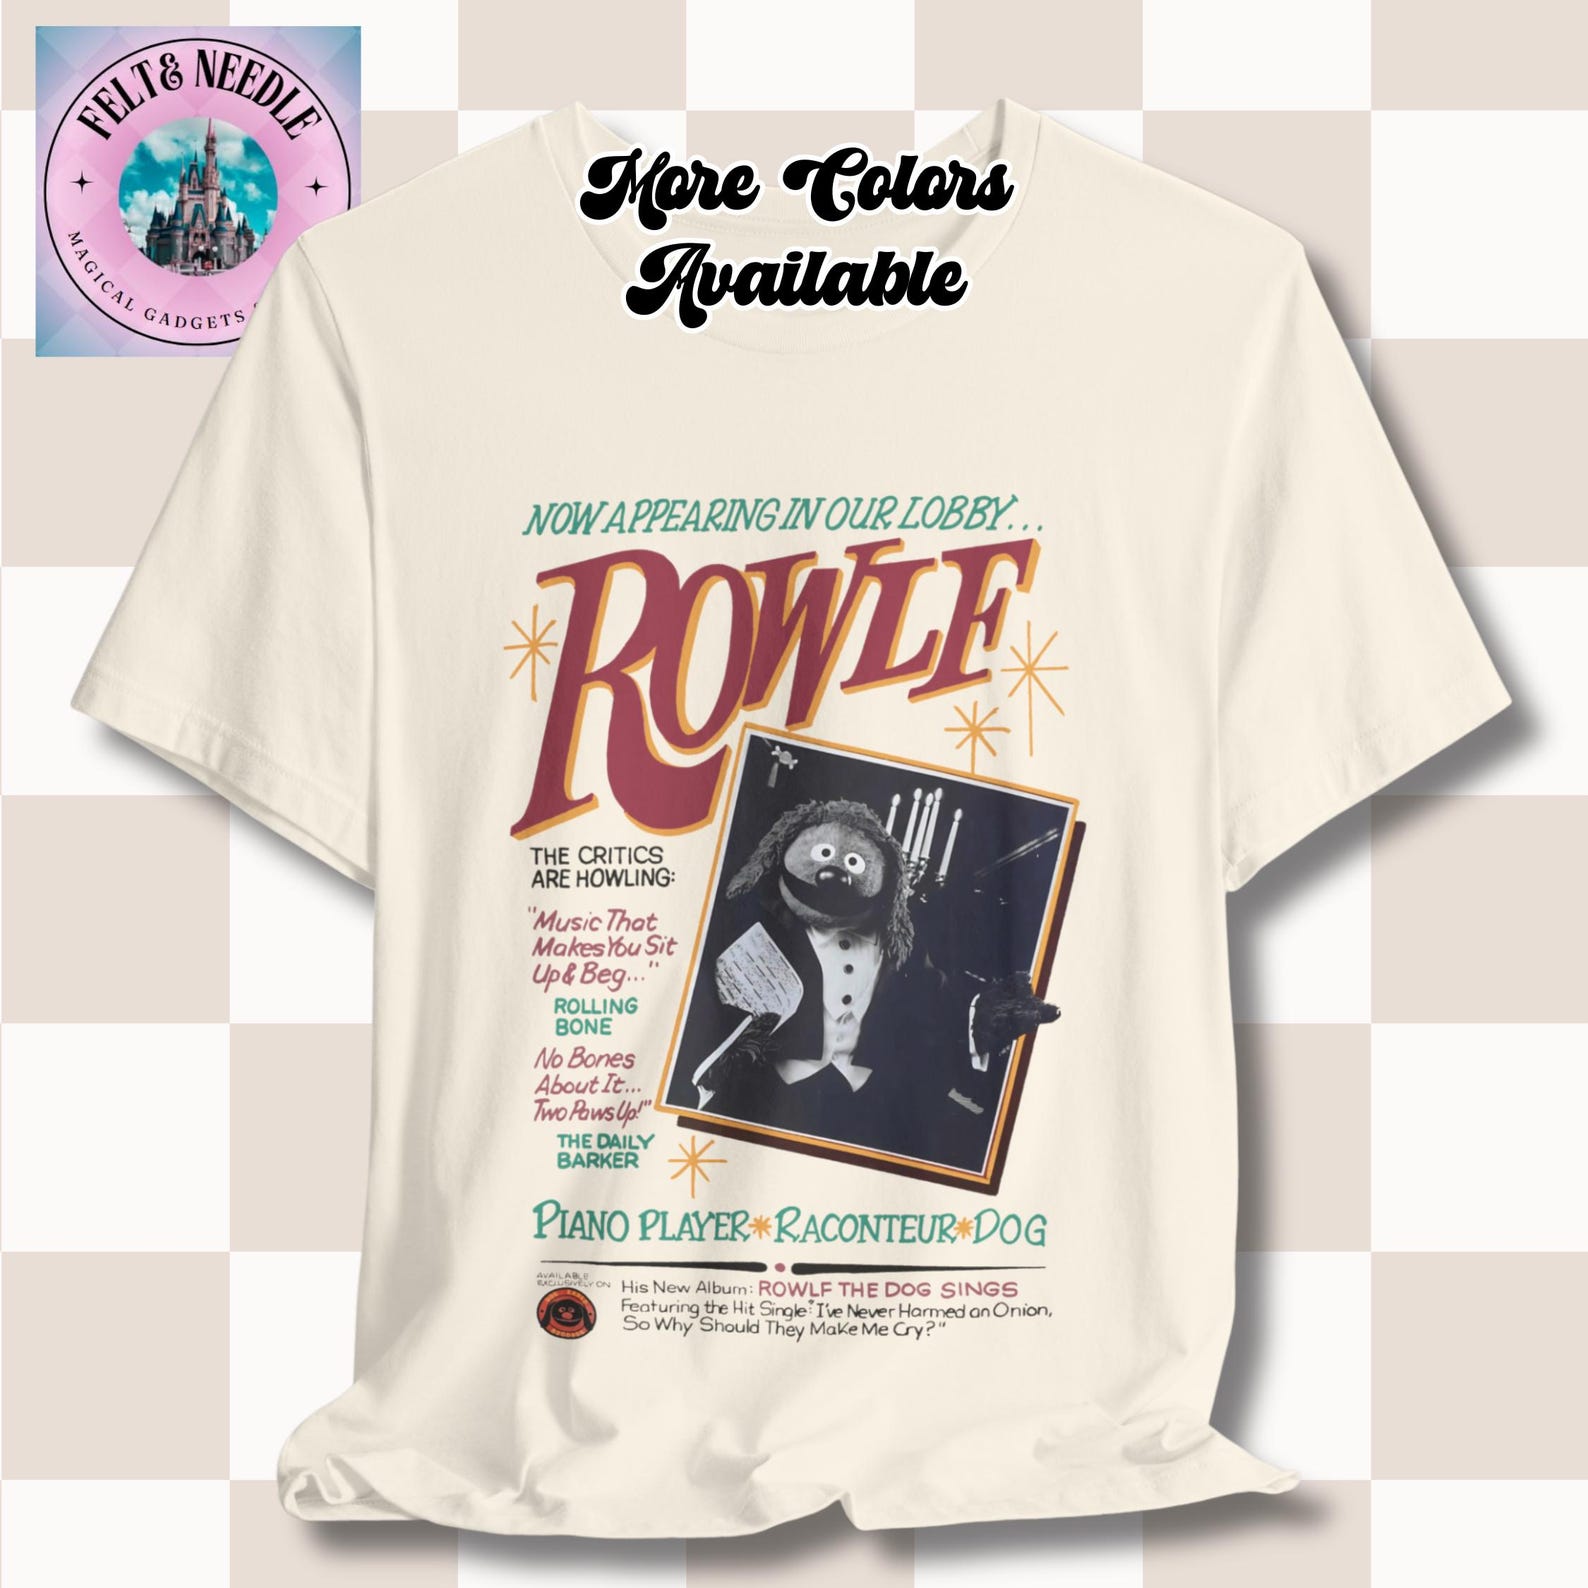 FELT & NEEDLE
MAGICAL GADGETS
More Colors
Available
NOW APPEARING IN OUR LOBBY...
ROWLF
THE CRITICS
ARE HOWLING:
"Music That
Makes You Sit
Up & Beg..."
ROLLING
BONE
No Bones
About It...
Two Paws Up!"
THE DAILY
BARKER
PIANO PLAYER * RACONTEUR * DOG
AVAILABLE
EXCLUSIVELY ON
His New Album: ROWLF THE DOG SINGS
Featuring the Hit Single: "I've Never Harmed an Onion,
So Why Should They Make Me Cry?"